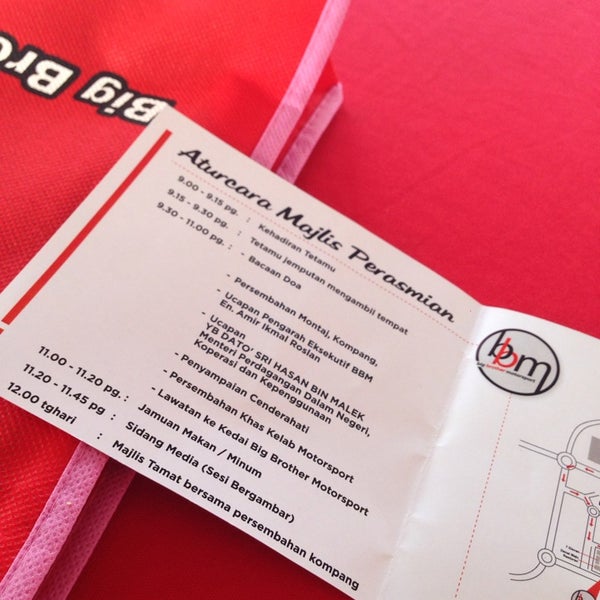 Big Bro
Aturcara Majlis Perasmian
9.00 - 9.15 pg. : Kehadiran Tetamu
9.15 - 9.30 pg. : Tetamu jemputan mengambil tempat
9.30 - 11.00 pg. : - Bacaan Doa
- Persembahan Montaj, Kompang,
- Ucapan Pengarah Eksekutif BBM
En. Amir Ikmal Roslan
- Ucapan
YB DATO' SRI HASAN BIN MALEK
Menteri Perdagangan Dalam Negeri,
Koperasi dan Kepenggunaan
- Penyampaian Cenderahati
- Persembahan Khas Kelab Motorsport
- Lawatan ke Kedai Big Brother Motorsport
11.00 - 11.20 pg. : Jamuan Makan / Minum
11.20 - 11.45 pg : Sidang Media (Sesi Bergambar)
12.00 tghari : Majlis Tamat bersama persembahan kompang
bbm
big brother motorsport